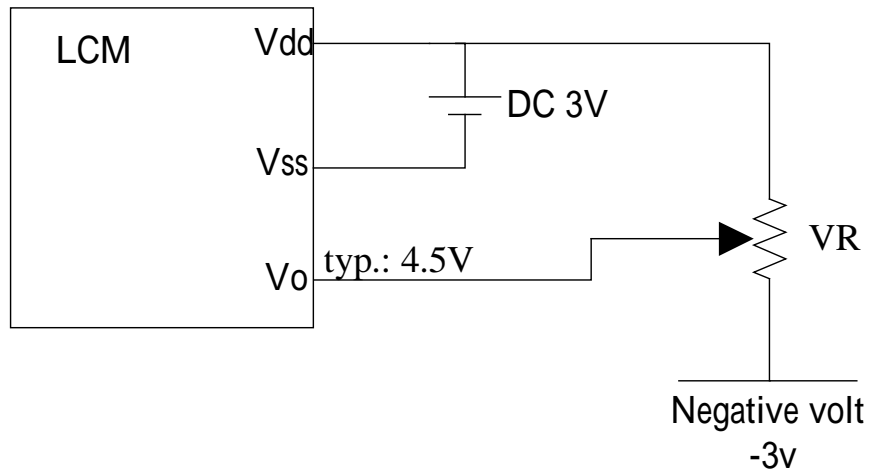 LCM
Vdd
DC 3V
Vss
typ.: 4.5V
Vo
VR
Negative volt
-3v